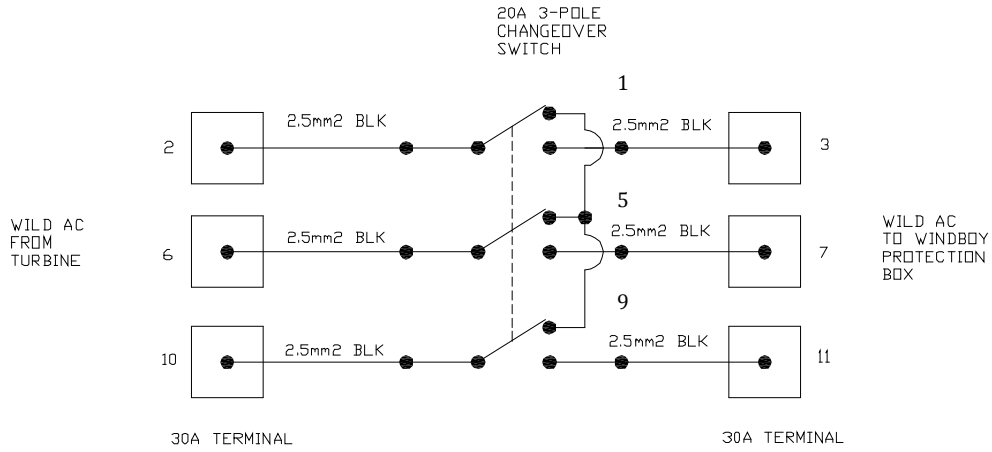 20A 3-POLE
CHANGEOVER
SWITCH
1
2.5mm2 BLK
2.5mm2 BLK
2
3
5
WILD AC
FROM
TURBINE
2.5mm2 BLK
2.5mm2 BLK
6
7
WILD AC
TO WINDBOY
PROTECTION
BOX
9
2.5mm2 BLK
2.5mm2 BLK
10
11
30A TERMINAL
30A TERMINAL